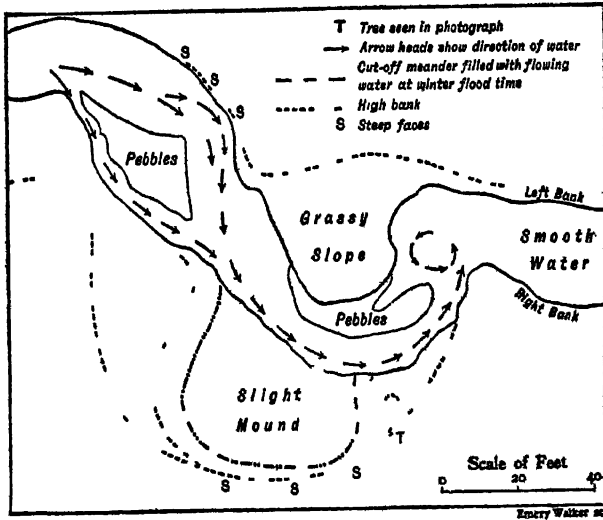 T Tree seen in photograph
Arrow heads show direction of water
Cut-off meander filled with flowing
water at winter flood time
High bank
S Steep faces
S
S
S
Pebbles
Left Bank
Grassy
Slope
Smooth
Water
Right Bank
Pebbles
Slight
Mound
S T
S
S
S
Scale of Feet
0 20 40
Emery Walker